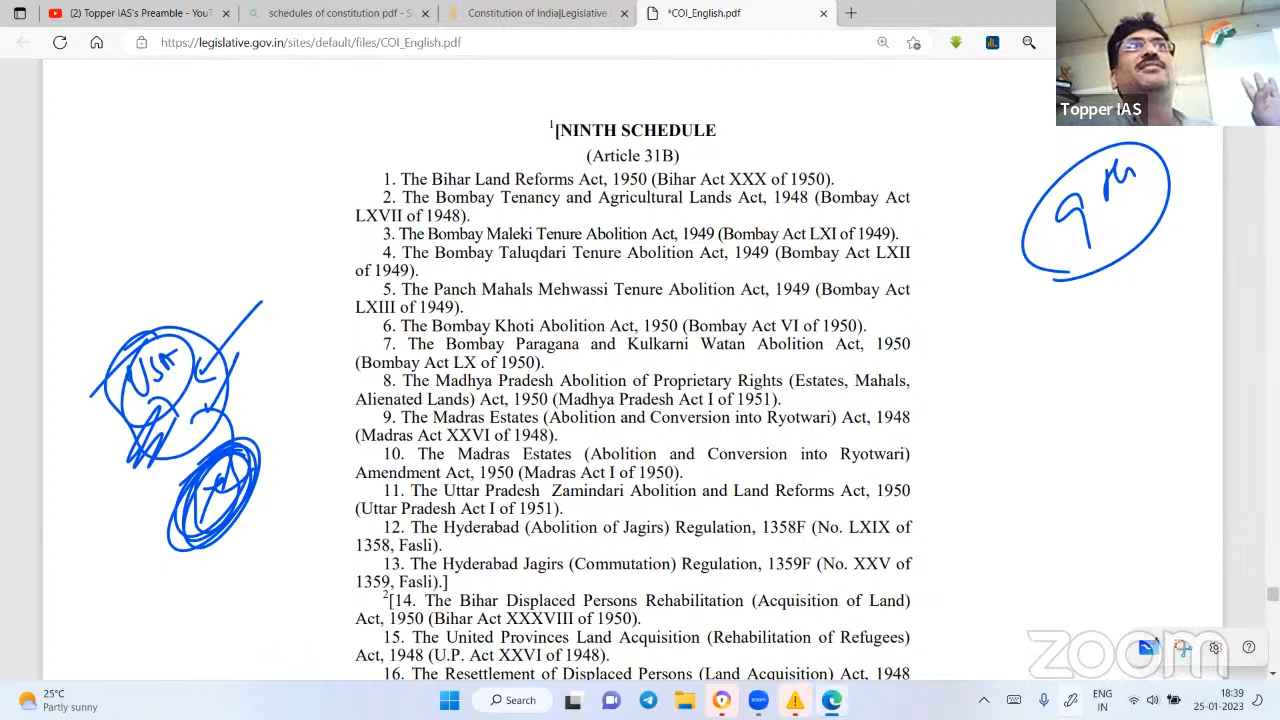 (2) Topper IAS's Preamble - YouT
schedules of constitution pdf - S
Constitution of India|Legislative
*COI_English.pdf
https://legislative.gov.in/sites/default/files/COI_English.pdf
Topper IAS
1[NINTH SCHEDULE
(Article 31B)
9th
1. The Bihar Land Reforms Act, 1950 (Bihar Act XXX of 1950).
2. The Bombay Tenancy and Agricultural Lands Act, 1948 (Bombay Act
LXVII of 1948).
3. The Bombay Maleki Tenure Abolition Act, 1949 (Bombay Act LXI of 1949).
4. The Bombay Taluqdari Tenure Abolition Act, 1949 (Bombay Act LXII
of 1949).
5. The Panch Mahals Mehwassi Tenure Abolition Act, 1949 (Bombay Act
LXIII of 1949).
6. The Bombay Khoti Abolition Act, 1950 (Bombay Act VI of 1950).
7. The Bombay Paragana and Kulkarni Watan Abolition Act, 1950
(Bombay Act LX of 1950).
8. The Madhya Pradesh Abolition of Proprietary Rights (Estates, Mahals,
Alienated Lands) Act, 1950 (Madhya Pradesh Act I of 1951).
9. The Madras Estates (Abolition and Conversion into Ryotwari) Act, 1948
(Madras Act XXVI of 1948).
10. The Madras Estates (Abolition and Conversion into Ryotwari)
Amendment Act, 1950 (Madras Act I of 1950).
11. The Uttar Pradesh Zamindari Abolition and Land Reforms Act, 1950
(Uttar Pradesh Act I of 1951).
12. The Hyderabad (Abolition of Jagirs) Regulation, 1358F (No. LXIX of
1358, Fasli).
13. The Hyderabad Jagirs (Commutation) Regulation, 1359F (No. XXV of
1359, Fasli).]
2[14. The Bihar Displaced Persons Rehabilitation (Acquisition of Land)
Act, 1950 (Bihar Act XXXVIII of 1950).
15. The United Provinces Land Acquisition (Rehabilitation of Refugees)
Act, 1948 (U.P. Act XXVI of 1948).
16. The Resettlement of Displaced Persons (Land Acquisition) Act, 1948
USA
zoom
25°C
Partly sunny
Search
zoom
ENG
IN
18:39
25-01-2023